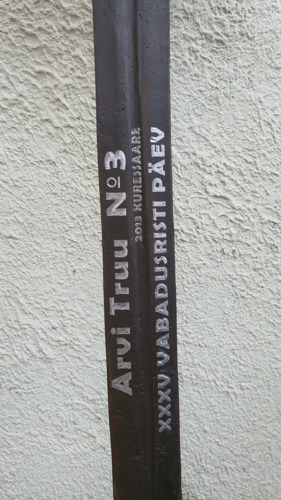 Arvi Truu Nº3
2013 KURESSAARE
XXXV VABADUSRISTI PÄEV